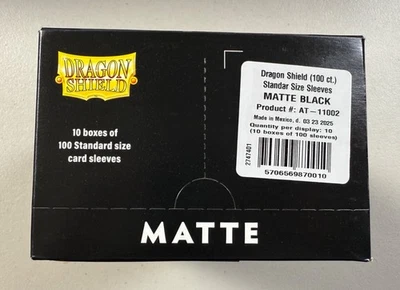 DRAGON
SHIELD
10 boxes of
100 Standard size
card sleeves
Dragon Shield (100 ct.)
Standar Size Sleeves
MATTE BLACK
Product #: AT-11002
Made in Mexico, d. 03 23 2025
Quantity per display: 10
(10 boxes of 100 sleeves)
2747401
5706569870010
MATTE